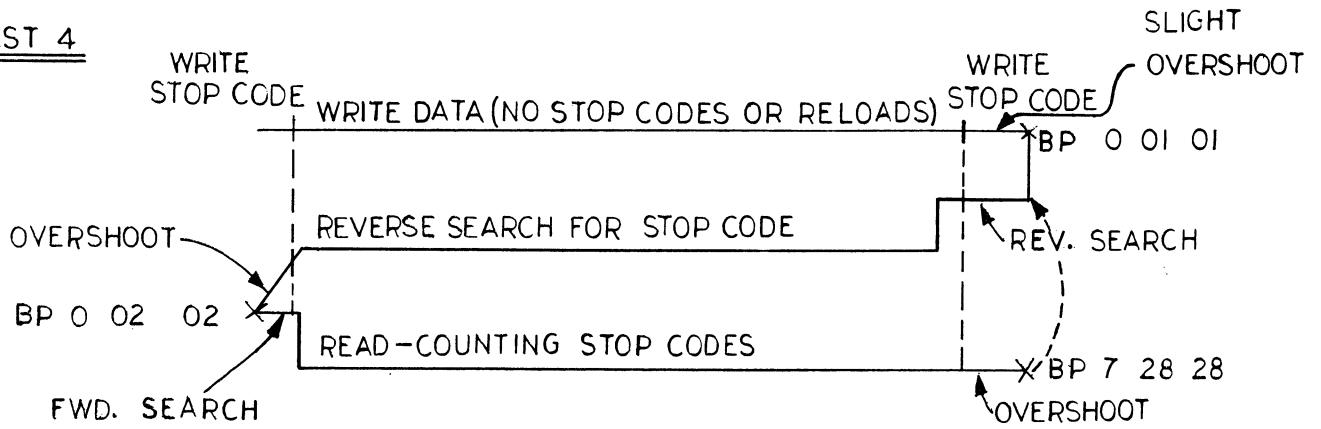 ST 4
WRITE
STOP CODE
WRITE DATA (NO STOP CODES OR RELOADS)
WRITE
STOP CODE
SLIGHT
OVERSHOOT
BP 0 01 01
OVERSHOOT
REVERSE SEARCH FOR STOP CODE
REV. SEARCH
BP 0 02 02
READ-COUNTING STOP CODES
BP 7 28 28
FWD. SEARCH
OVERSHOOT